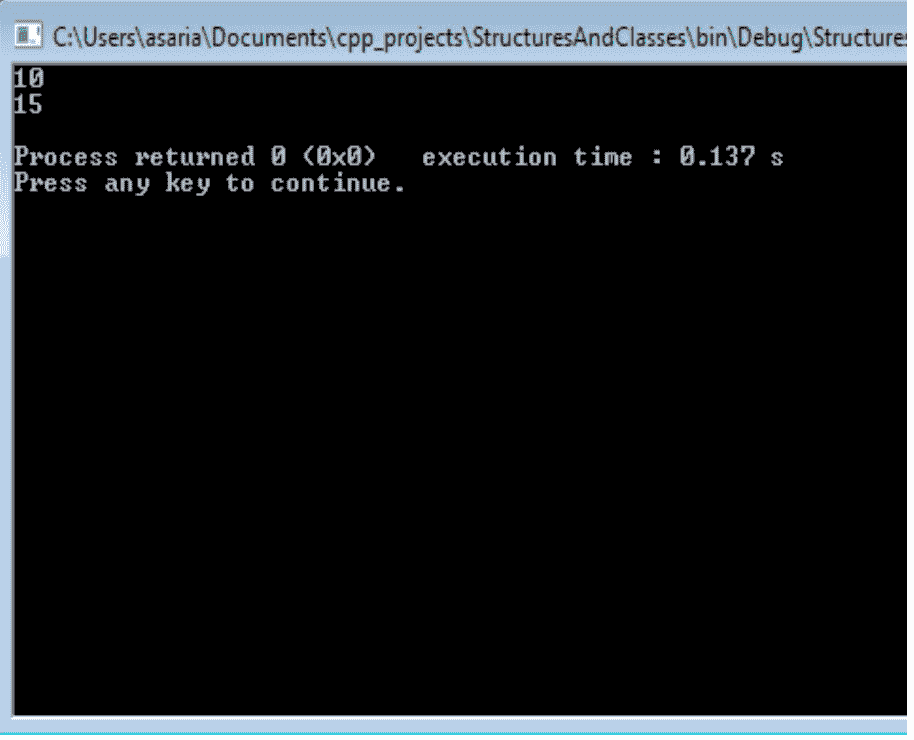 C:\Users\asaria\Documents\cpp_projects\StructuresAndClasses\bin\Debug\Structures
10
15
Process returned 0 (0x0)   execution time : 0.137 s
Press any key to continue.